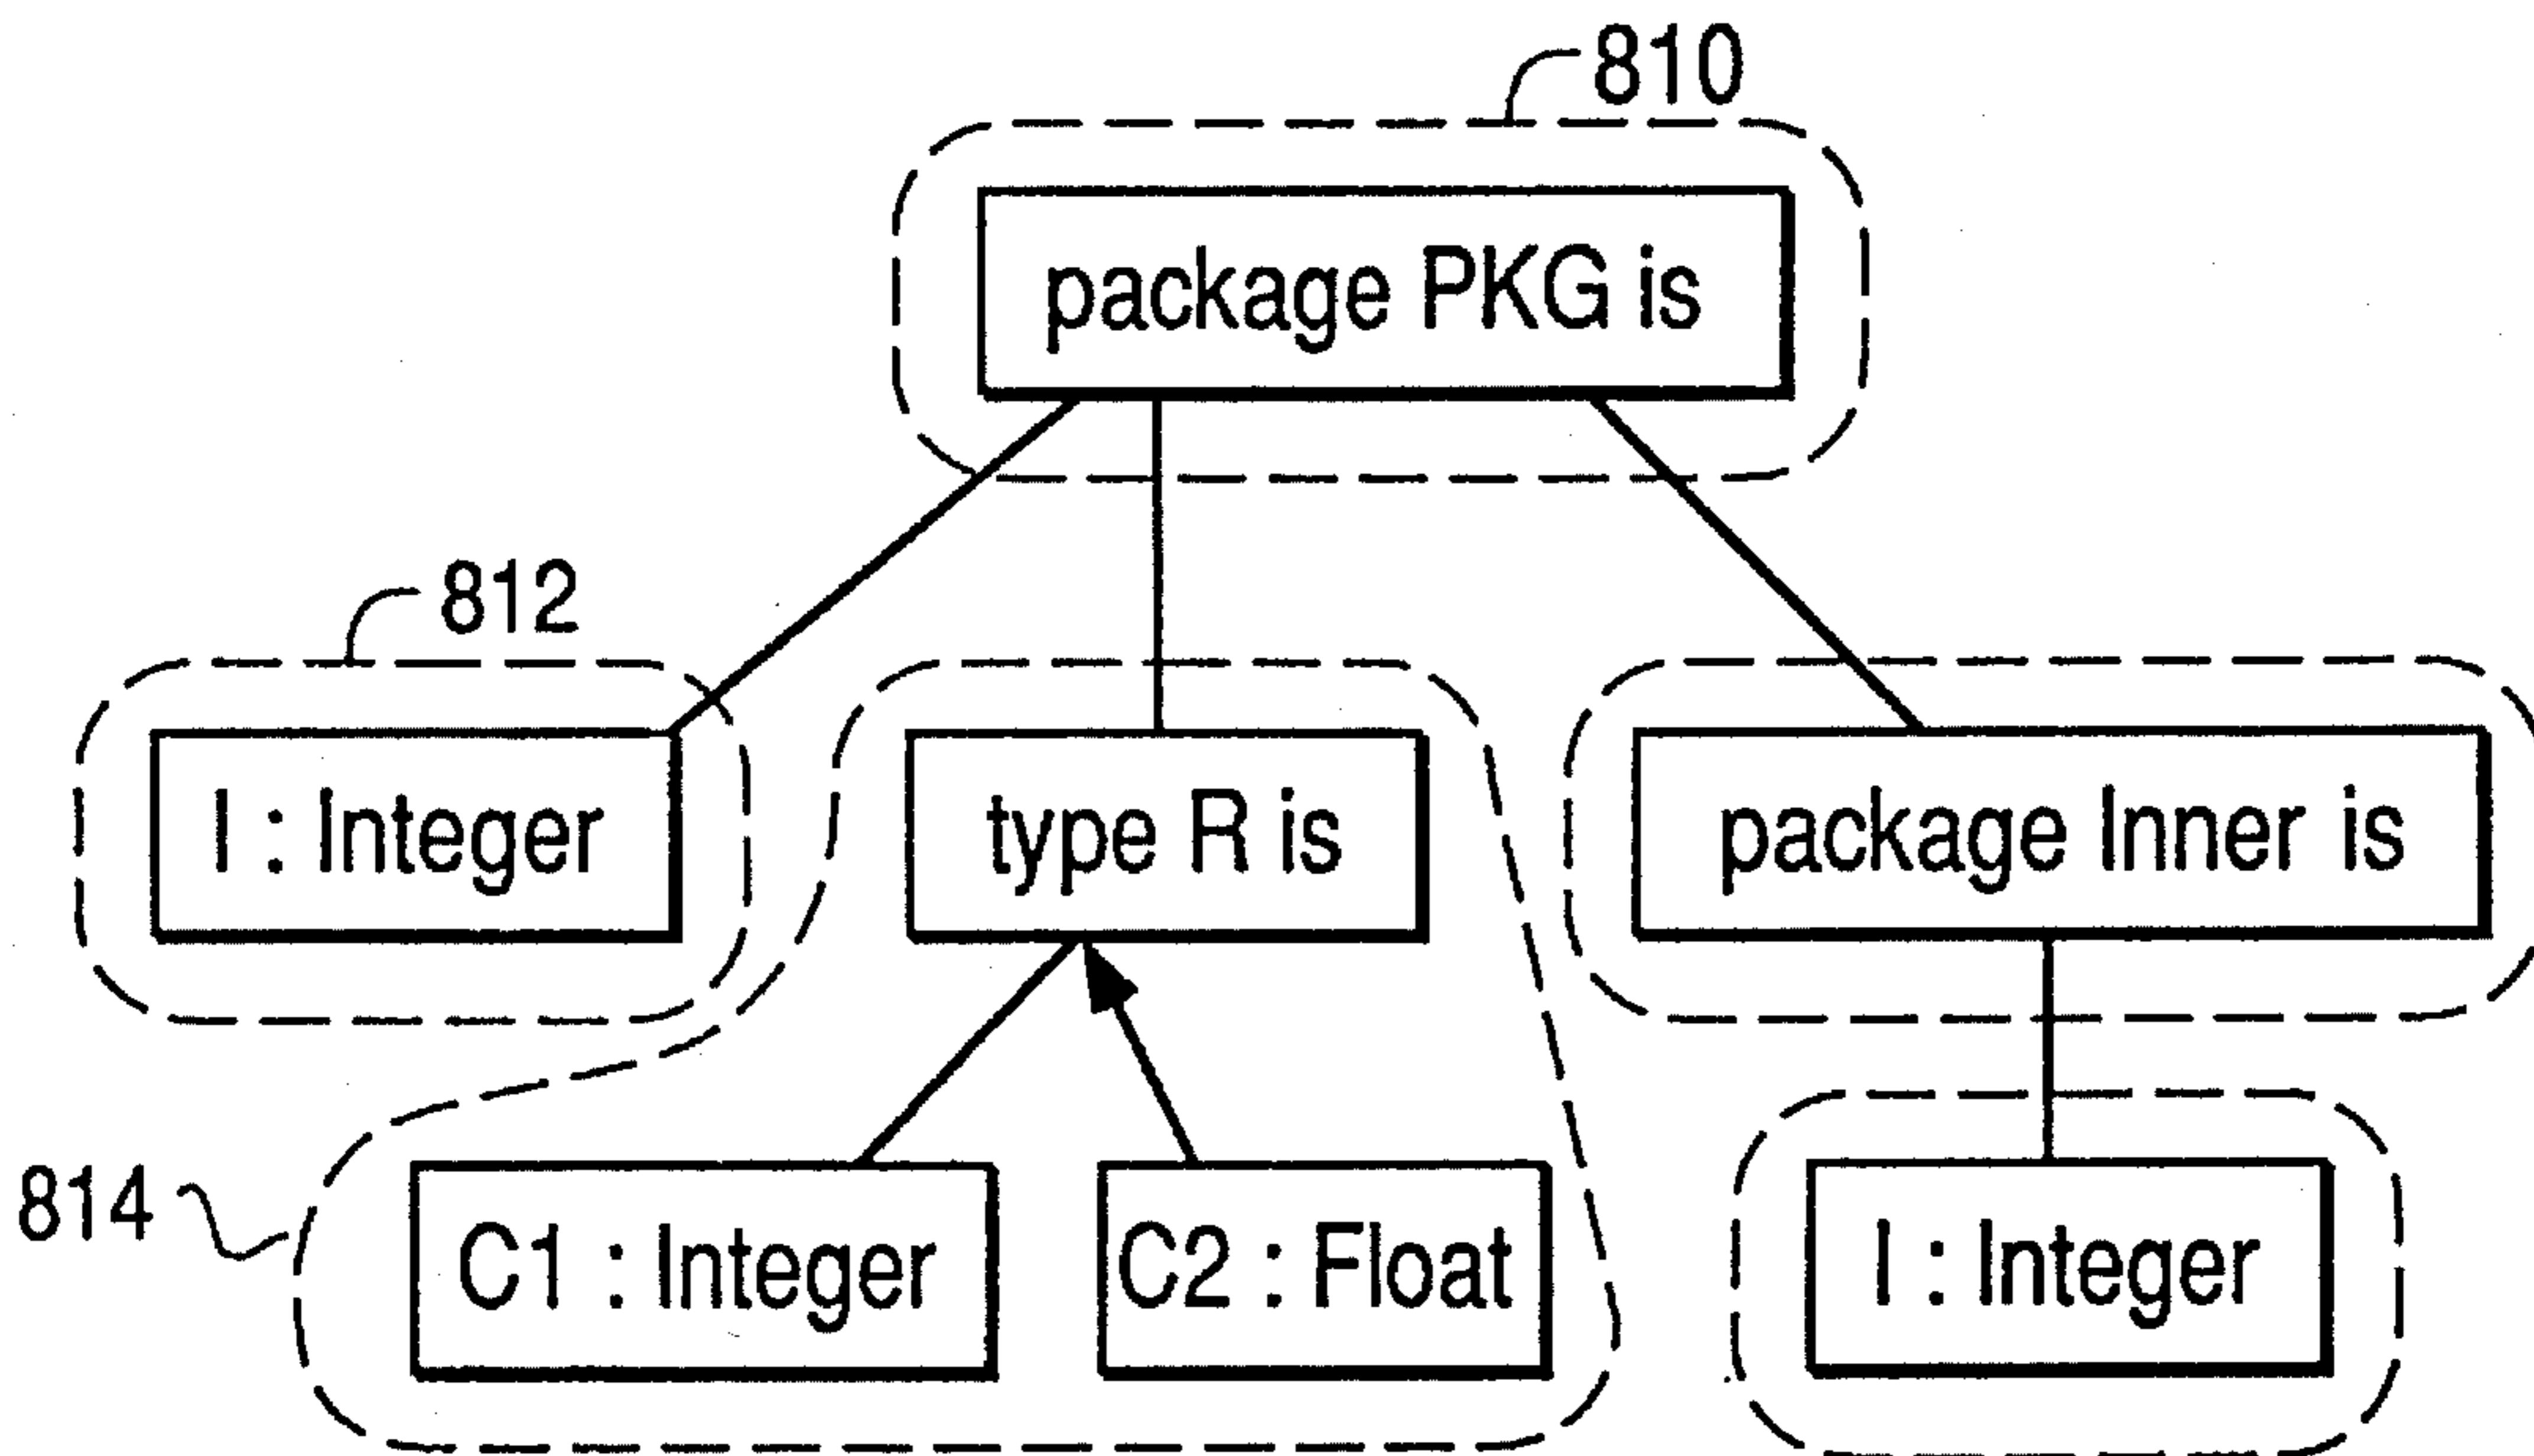 810
package PKG is
812
I : Integer
type R is
package Inner is
814
C1 : Integer
C2 : Float
I : Integer